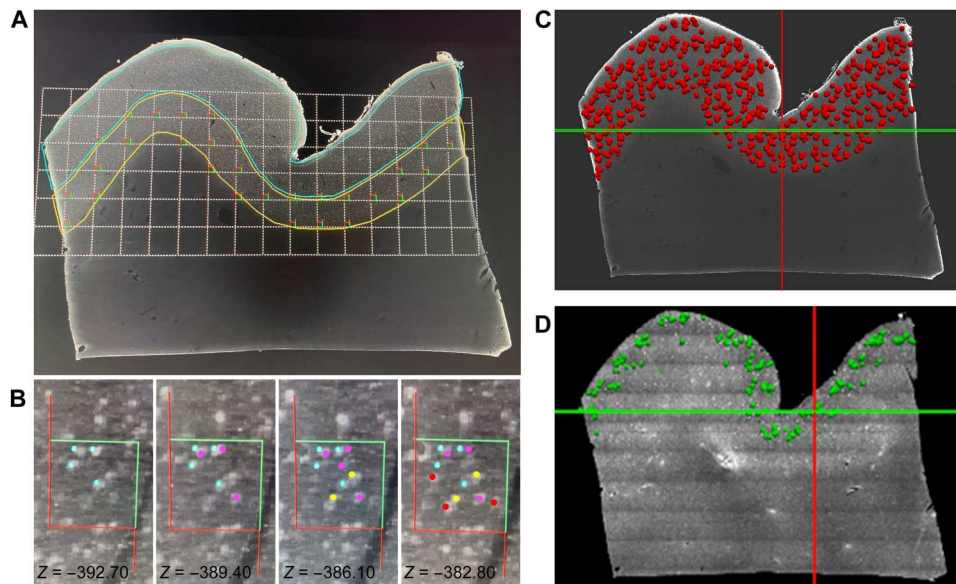 A
B
Z = −392.70
Z = −389.40
Z = −386.10
Z = −382.80
C
D